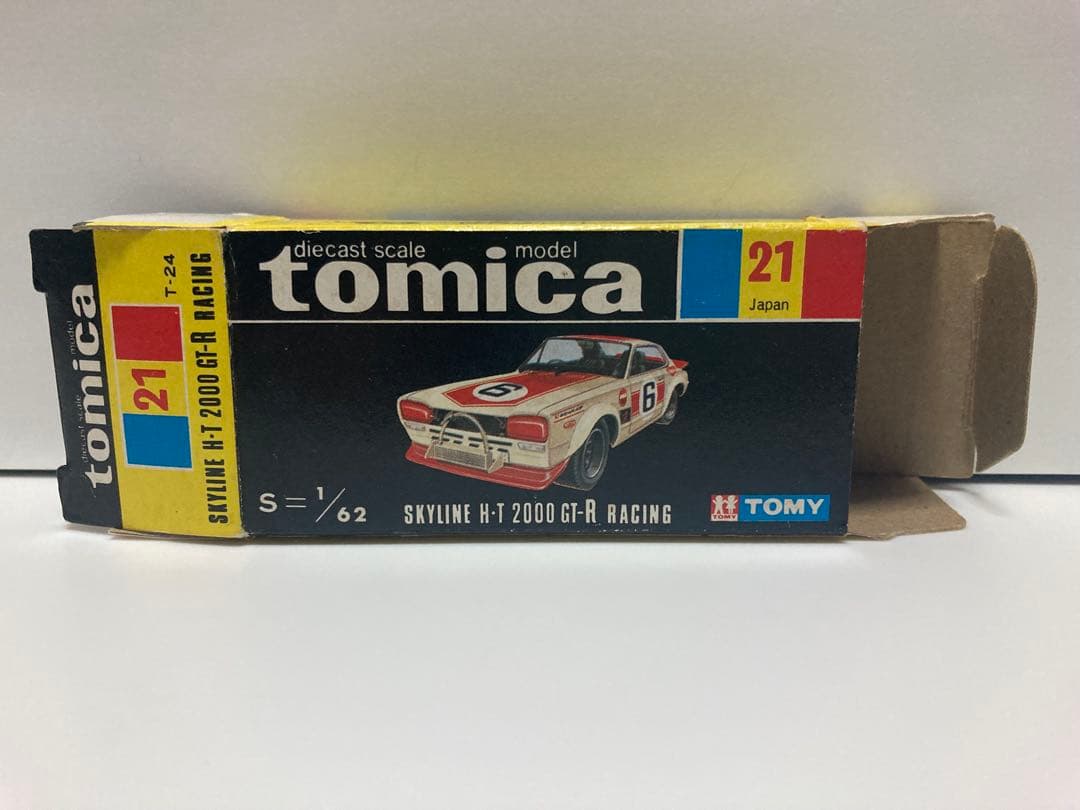 diecast scale model
tomica
21
T-24
SKYLINE H·T 2000 GT-R RACING
diecast scale model
tomica
21
Japan
6
6
S=1/62
SKYLINE H·T 2000 GT-R RACING
TOMY
TOMY